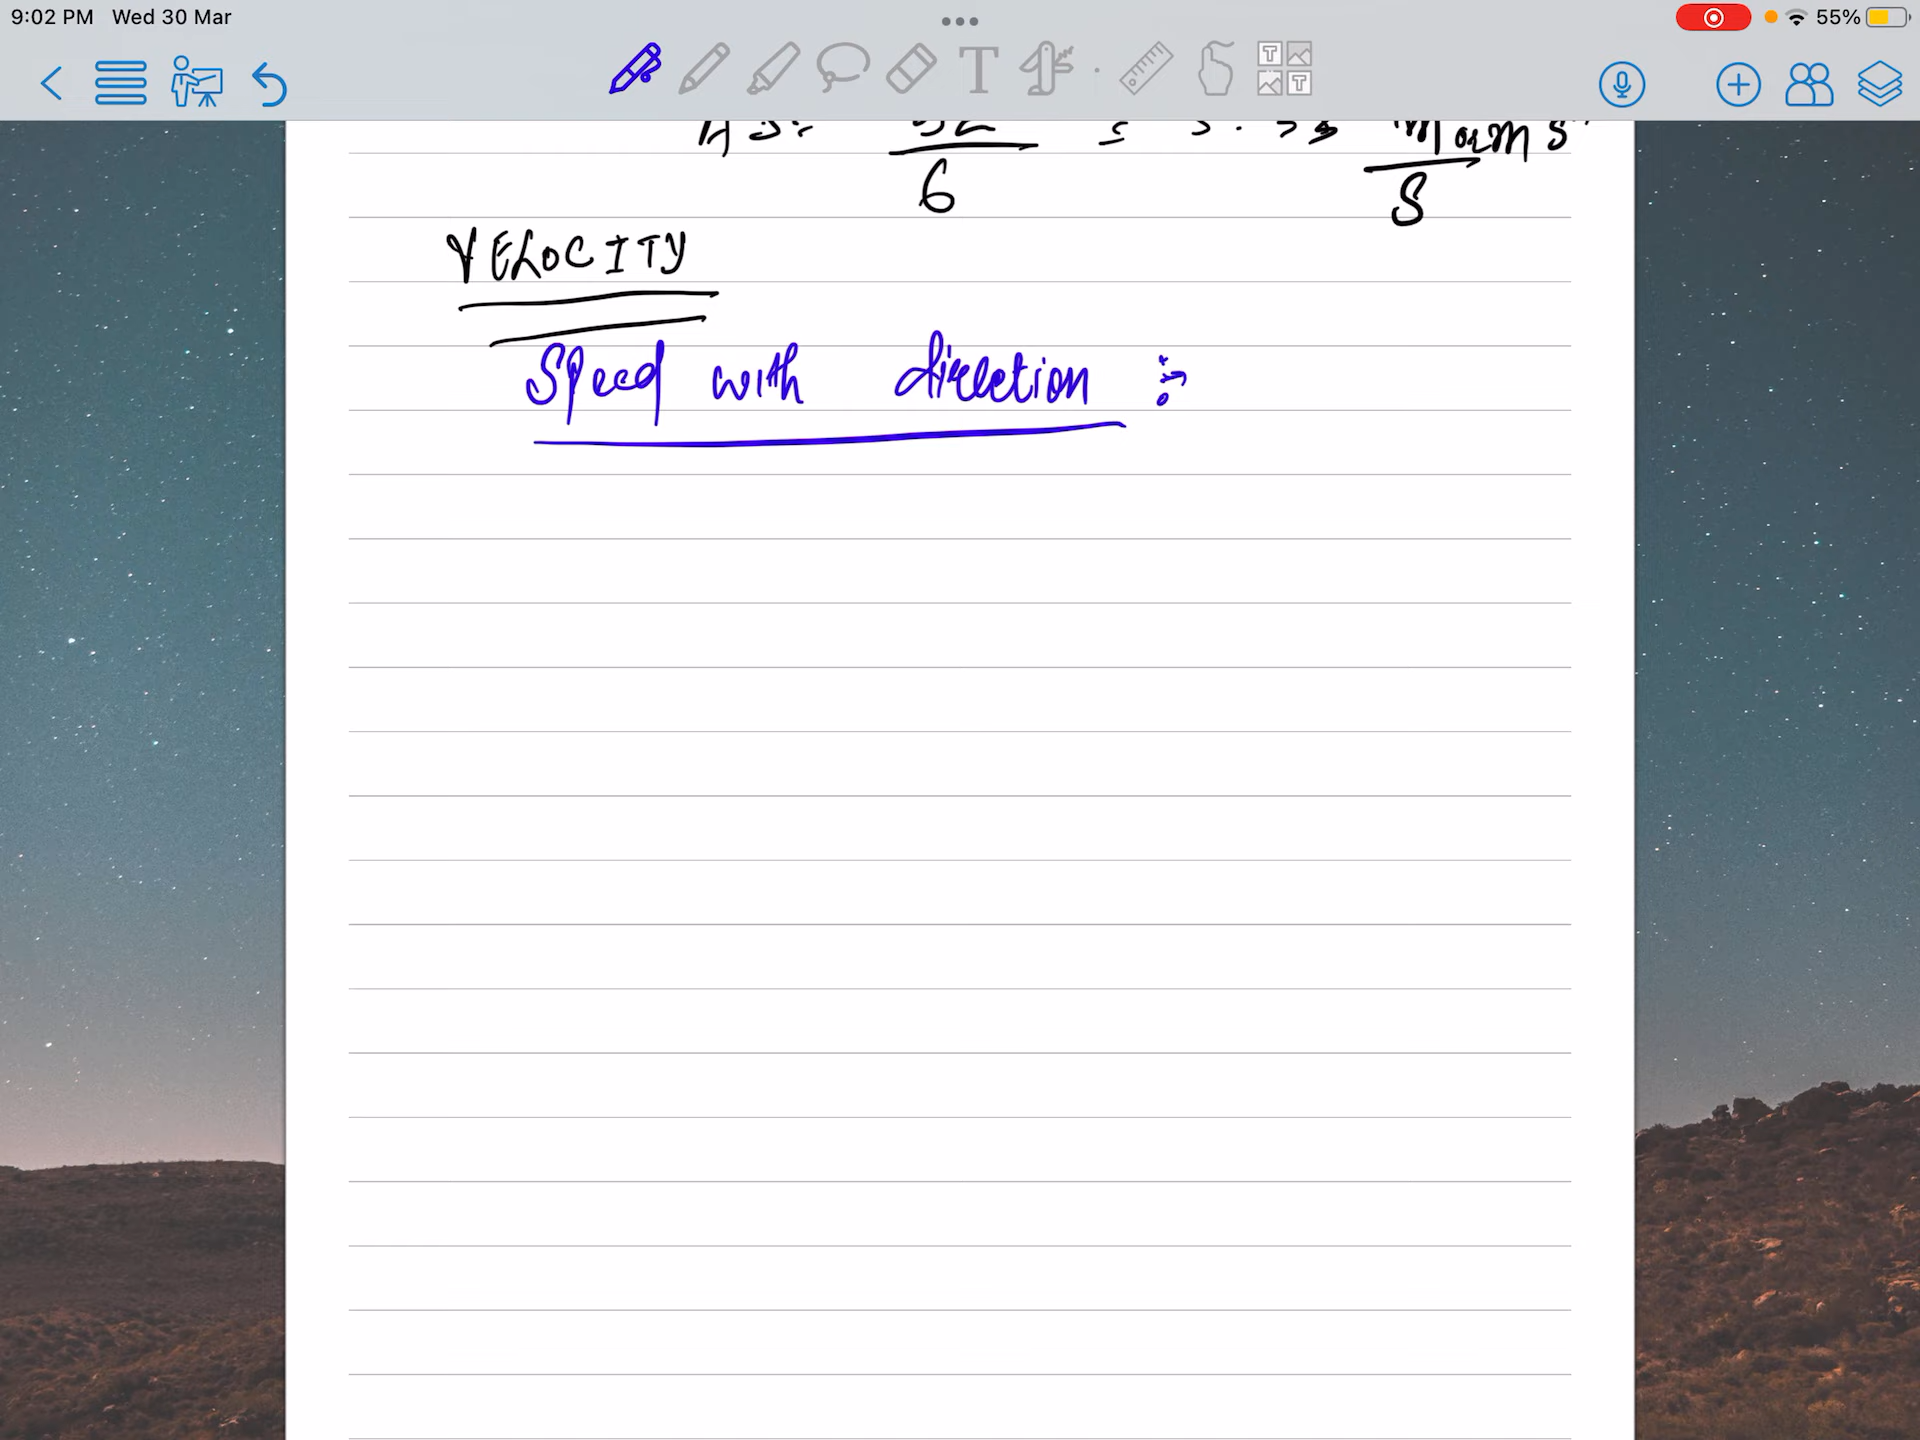 9:02 PM Wed 30 Mar
55%
6
S
VELOCITY
Speed with direction :→